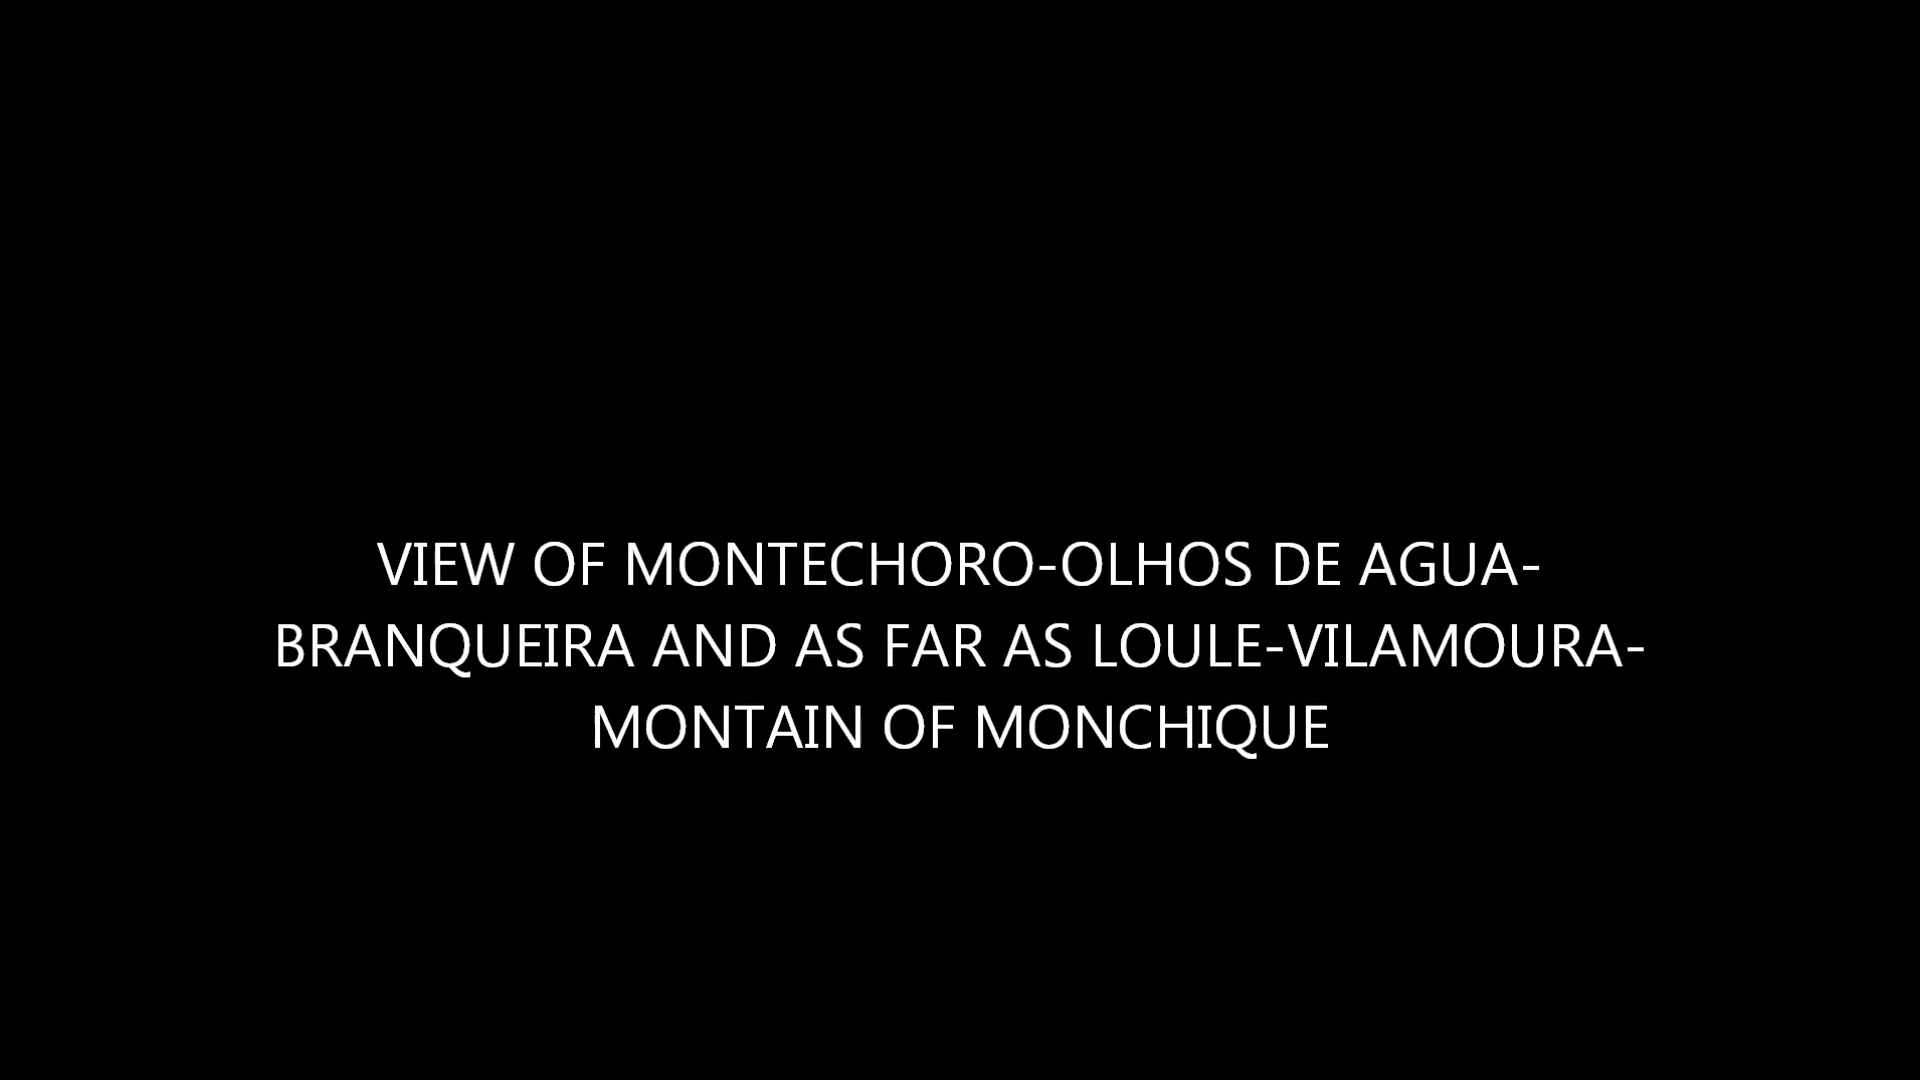 VIEW OF MONTECHORO-OLHOS DE AGUA-
BRANQUEIRA AND AS FAR AS LOULE-VILAMOURA-
MONTAIN OF MONCHIQUE